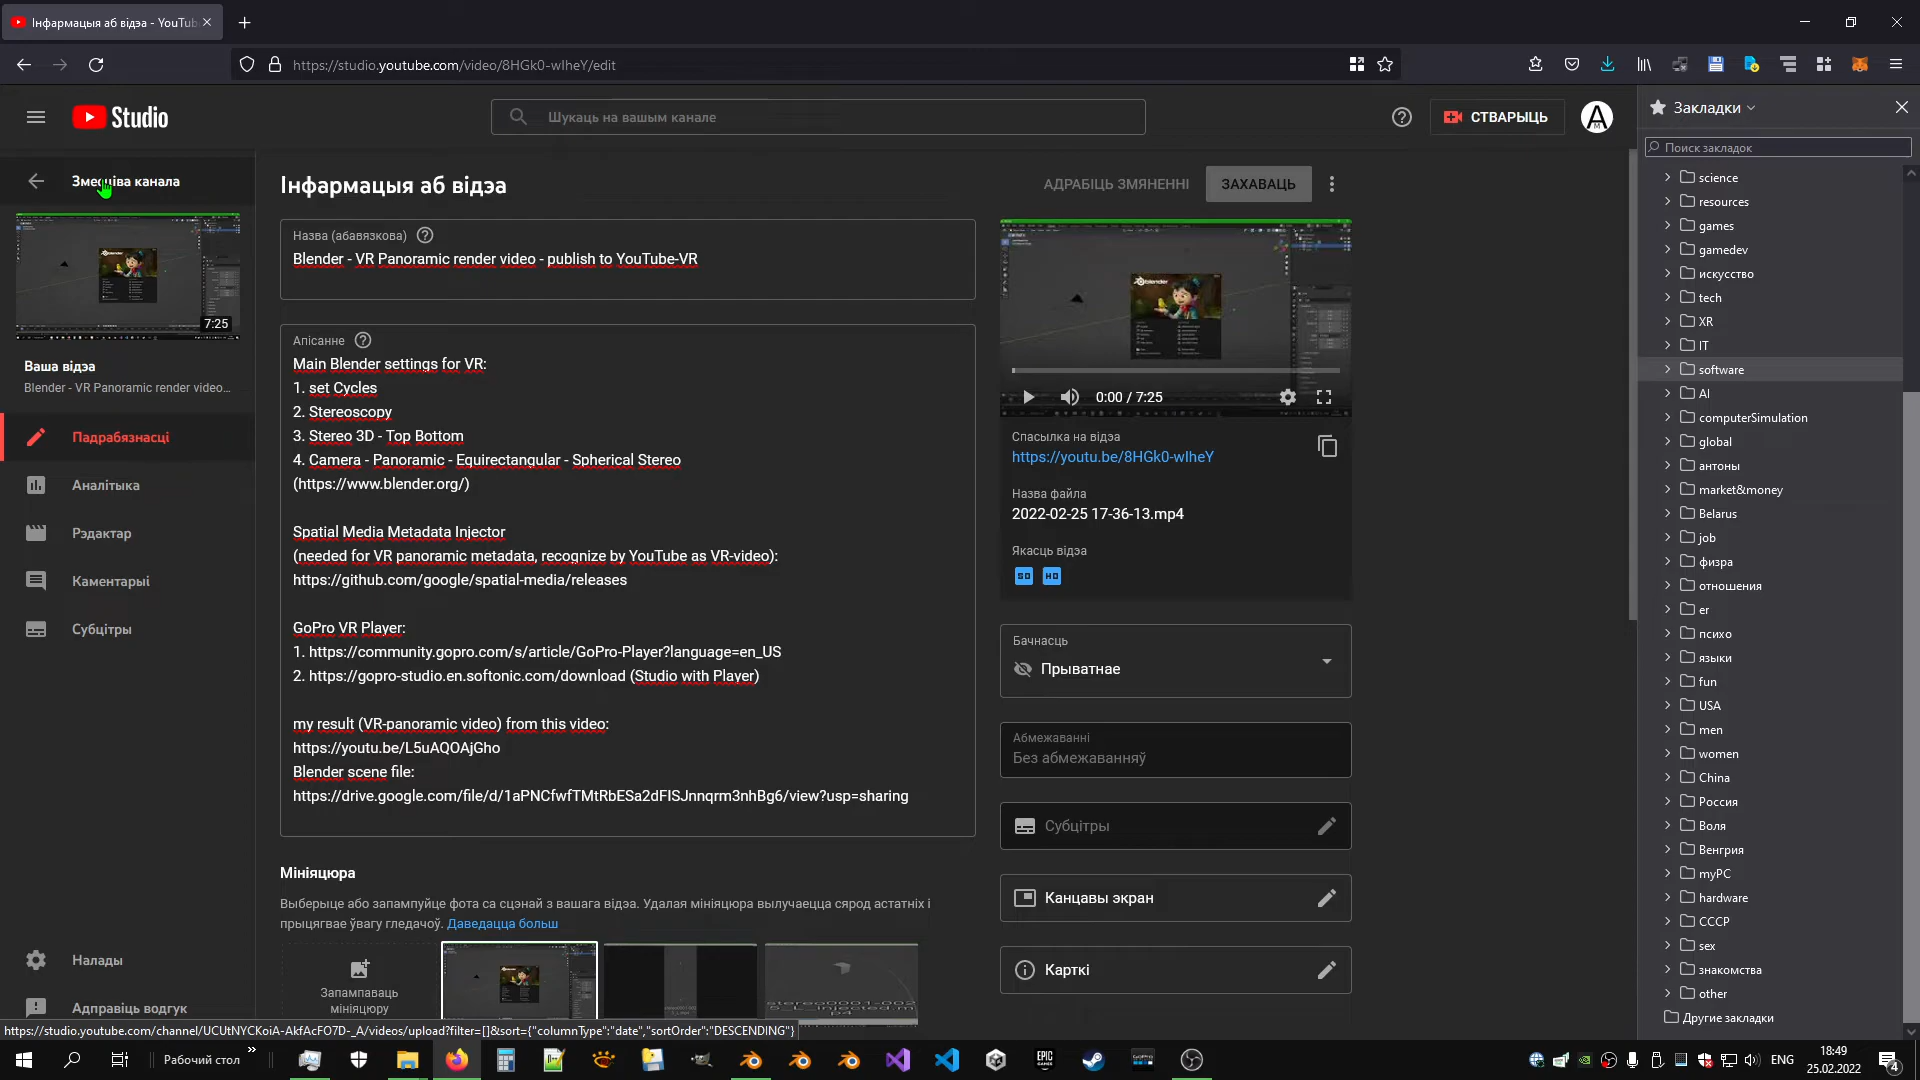 Інфармацыя аб відэа - YouTub
https://studio.youtube.com/video/8HGk0-wIheY/edit
Studio
Шукаць на вашым канале
СТВАРЫЦЬ
Закладки
Поиск закладок
Змесціва канала
7:25
Ваша відэа
Blender - VR Panoramic render video...
Падрабязнасці
Аналітыка
Рэдактар
Каментарыі
Субцітры
Налады
Адправіць водгук
Інфармацыя аб відэа
АДРАБІЦЬ ЗМЯНЕННІ
ЗАХАВАЦЬ
Назва (абавязкова)
Blender - VR Panoramic render video - publish to YouTube-VR
Апісанне
Main Blender settings for VR:
1. set Cycles
2. Stereoscopy
3. Stereo 3D - Top Bottom
4. Camera - Panoramic - Equirectangular - Spherical Stereo
(https://www.blender.org/)
Spatial Media Metadata Injector
(needed for VR panoramic metadata, recognize by YouTube as VR-video):
https://github.com/google/spatial-media/releases
GoPro VR Player:
1. https://community.gopro.com/s/article/GoPro-Player?language=en_US
2. https://gopro-studio.en.softonic.com/download (Studio with Player)
my result (VR-panoramic video) from this video:
https://youtu.be/L5uAQOAjGho
Blender scene file:
https://drive.google.com/file/d/1aPNCfwfTMtRbESa2dFISJnnqrm3nhBg6/view?usp=sharing
Мініяцюра
Выберыце або запампуйце фота са сцэнай з вашага відэа. Удалая мініяцюра вылучаецца сярод астатніх і
прыцягвае ўвагу гледачоў. Даведацца больш
Запампаваць
мініяцюру
stereo0001-002
5_L_injected.m
p4
blender
0:00 / 7:25
Спасылка на відэа
https://youtu.be/8HGk0-wIheY
Назва файла
2022-02-25 17-36-13.mp4
Якасць відэа
SD HD
Бачнасць
Прыватнае
Абмежаванні
Без абмежаванняў
Субцітры
Канцавы экран
Карткі
science
resources
games
gamedev
искусство
tech
XR
IT
software
AI
computerSimulation
global
антоны
market&money
Belarus
job
физра
отношения
er
психо
языки
fun
USA
men
women
China
Россия
Воля
Венгрия
myPC
hardware
СССР
sex
знакомства
other
Другие закладки
https://studio.youtube.com/channel/UCUtNYCKoiA-AkfAcFO7D-_A/videos/upload?filter=[]&sort={"columnType":"date","sortOrder":"DESCENDING"}
Рабочий стол
EPIC
GAMES
ENG
18:49
25.02.2022
4